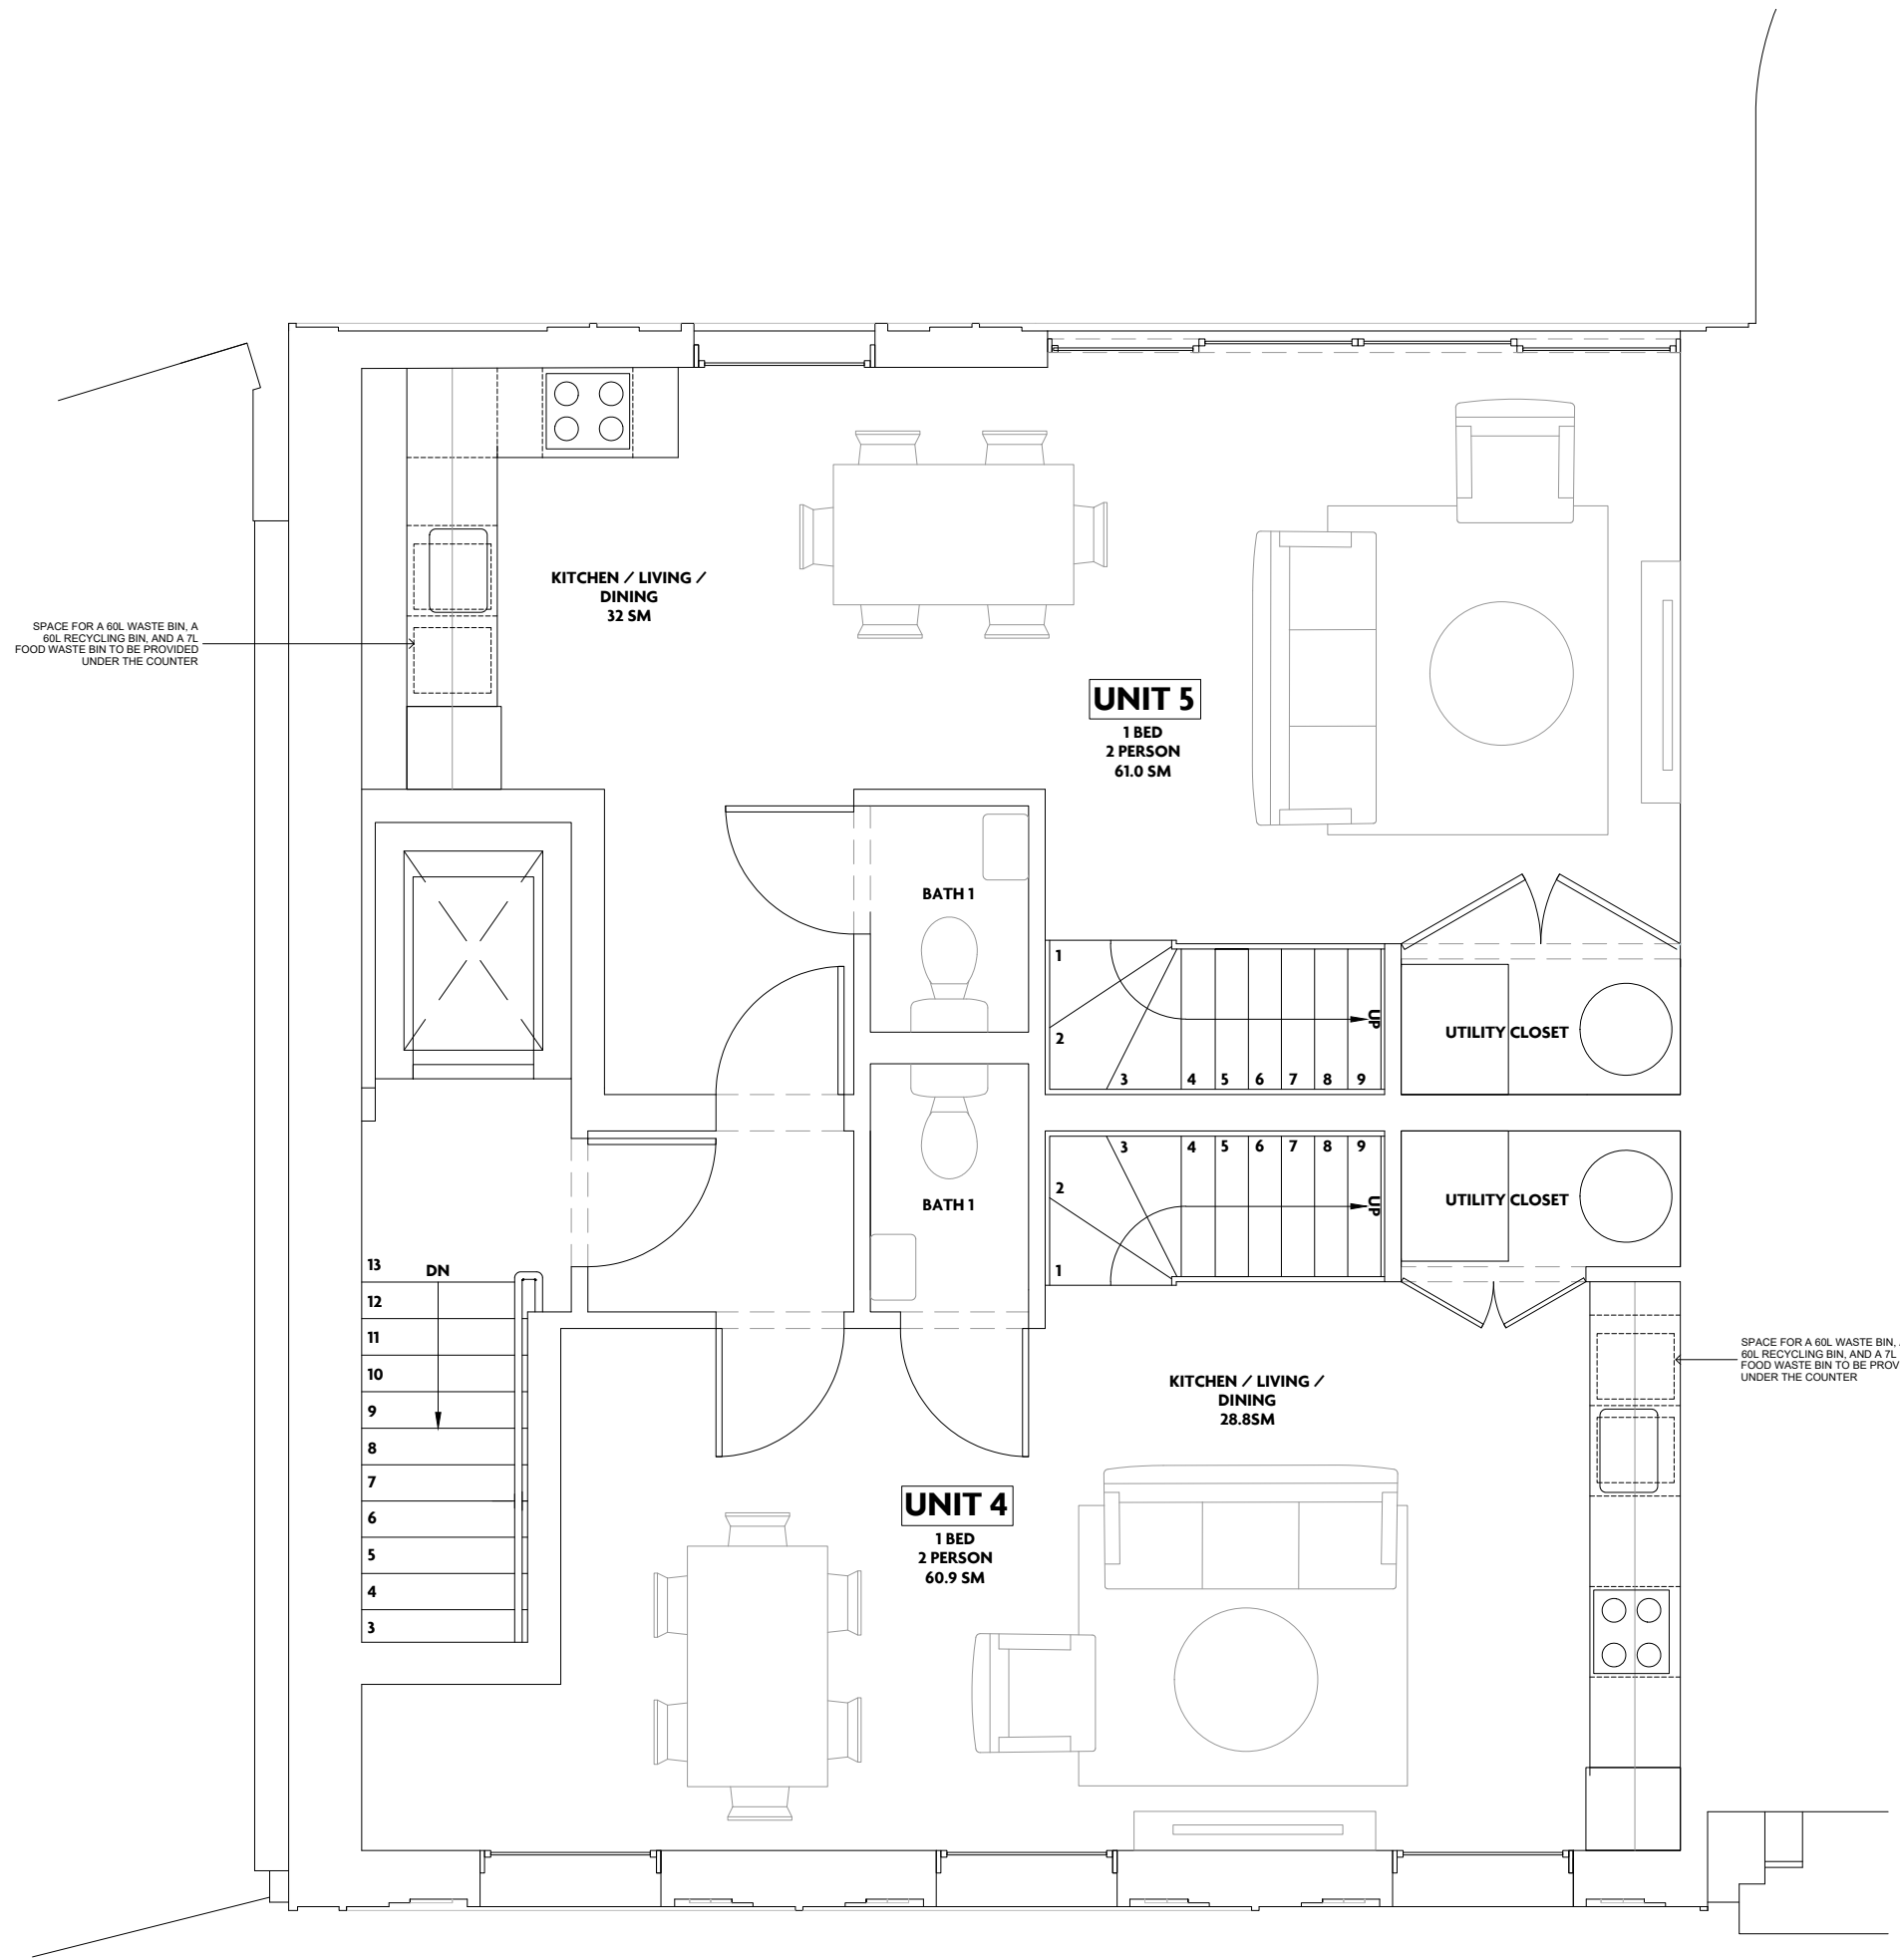 KITCHEN / LIVING /
DINING
32 SM
SPACE FOR A 60L WASTE BIN, A
60L RECYCLING BIN, AND A 7L
FOOD WASTE BIN TO BE PROVIDED
UNDER THE COUNTER
UNIT 5
1 BED
2 PERSON
61.0 SM
BATH 1
1
2
3
4
5
6
7
8
9
UP
UTILITY CLOSET
BATH 1
3
4
5
6
7
8
9
2
1
UP
UTILITY CLOSET
13
DN
12
11
10
9
8
7
6
5
4
3
KITCHEN / LIVING /
DINING
28.8SM
SPACE FOR A 60L WASTE BIN,
60L RECYCLING BIN, AND A 7L
FOOD WASTE BIN TO BE PROV
UNDER THE COUNTER
UNIT 4
1 BED
2 PERSON
60.9 SM